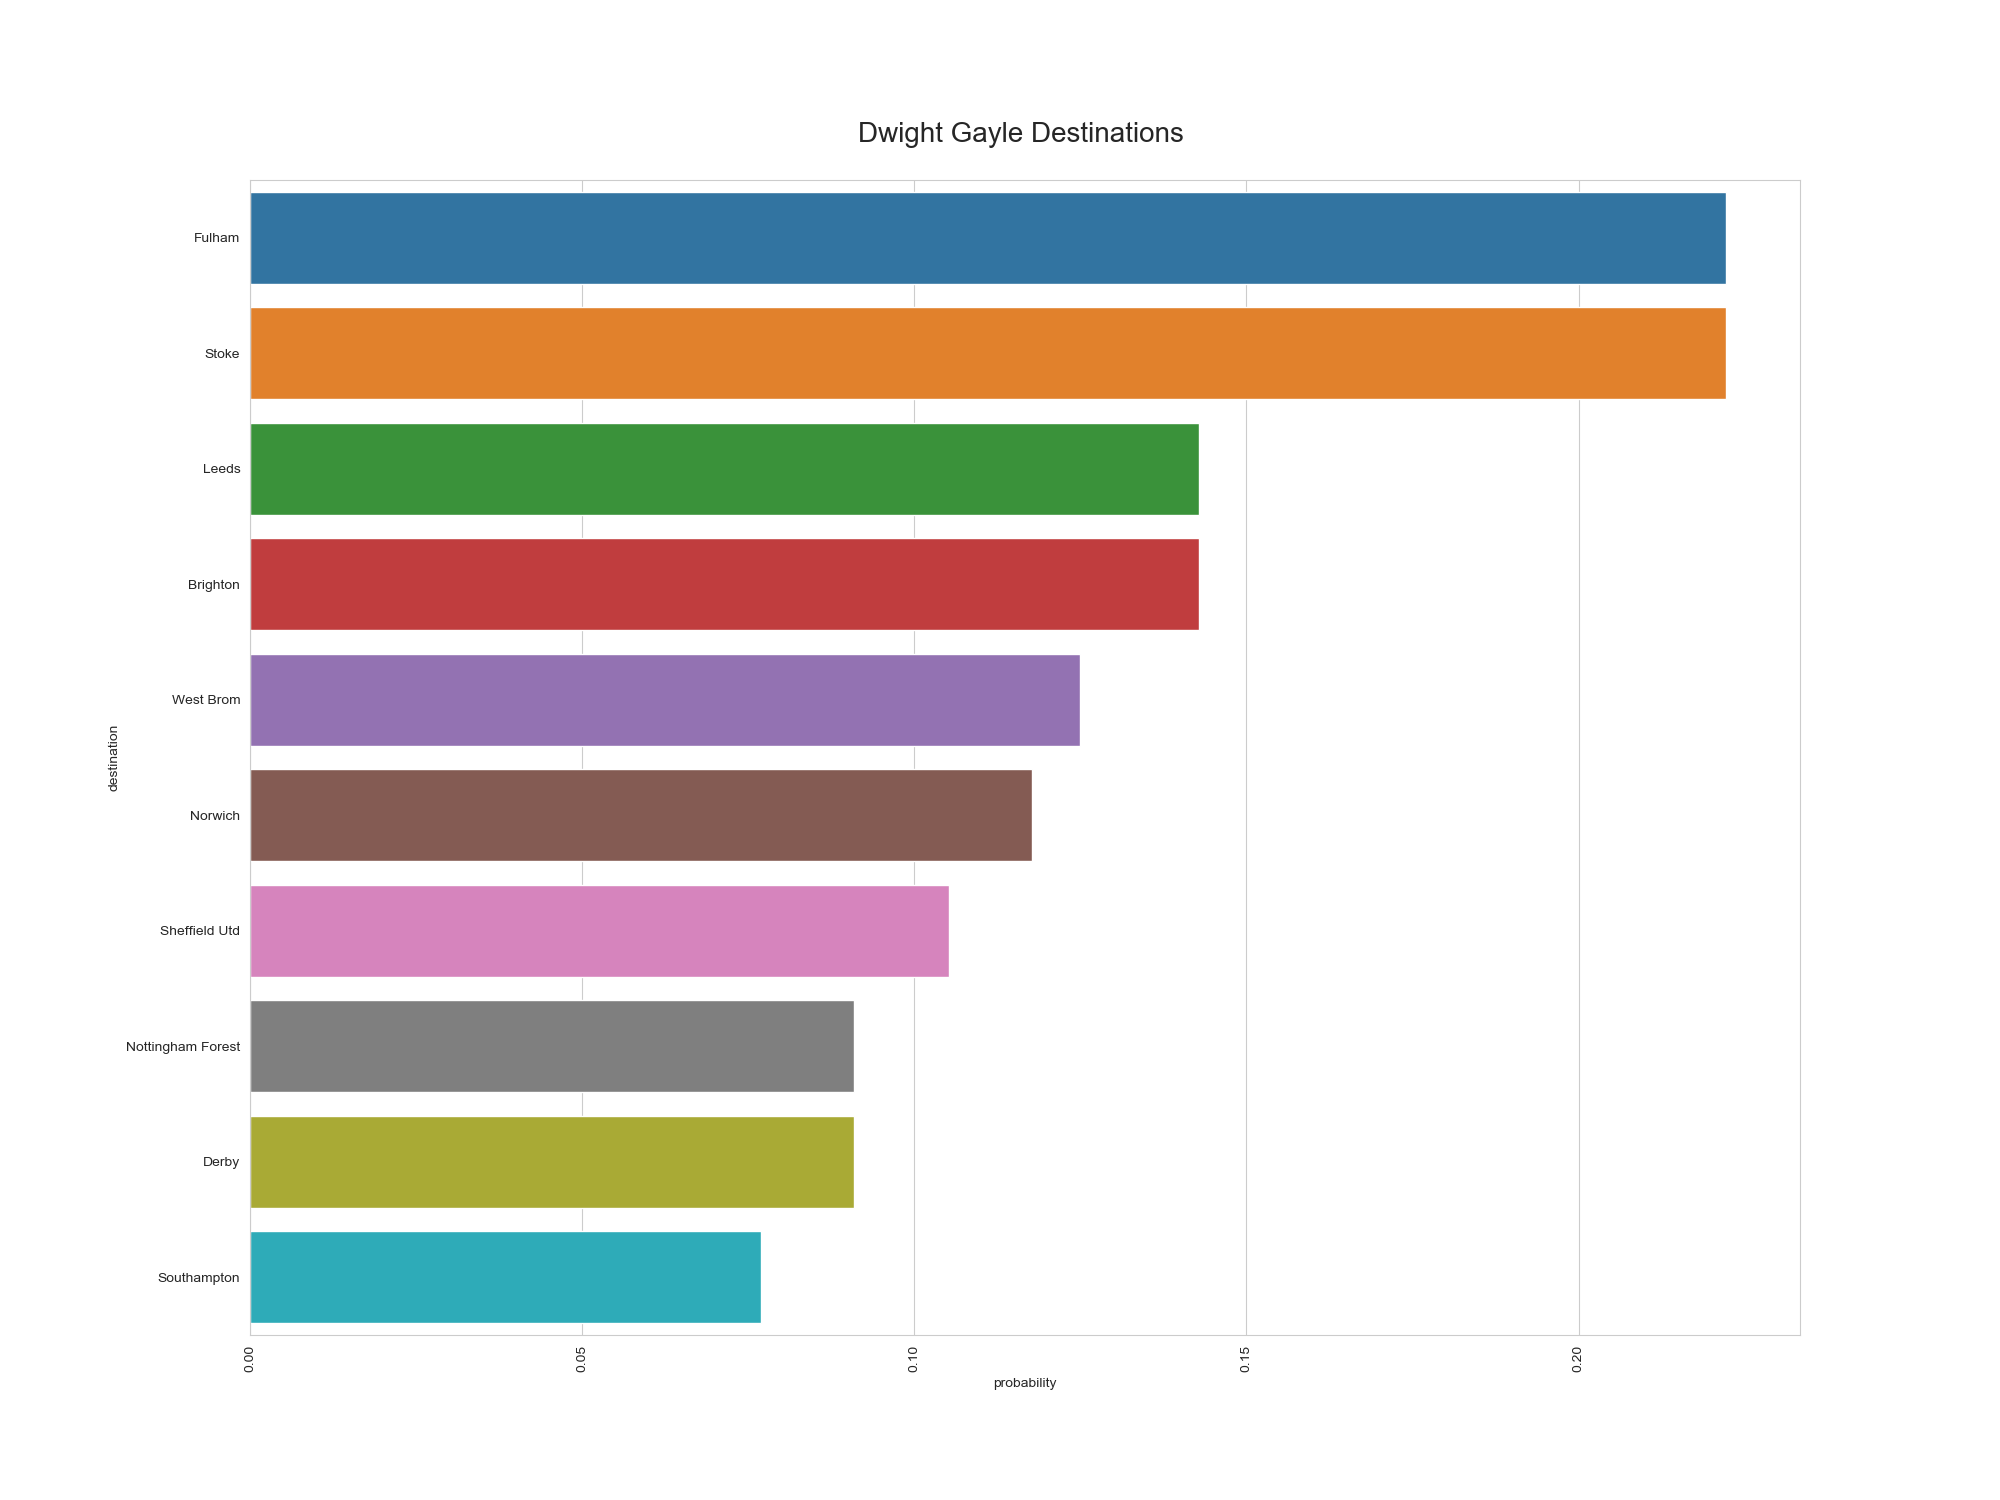 Dwight Gayle Destinations
Fulham
Stoke
Leeds
Brighton
West Brom
destination
Norwich
Sheffield Utd
Nottingham Forest
Derby
Southampton
0.00
0.05
0.10
0.15
0.20
probability